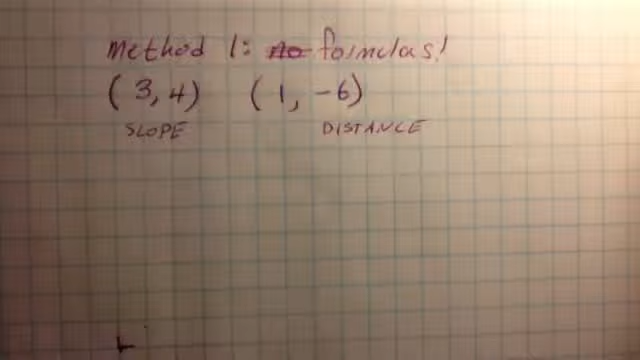 method 1: no formulas!
(3, 4) (1, -6)
SLOPE DISTANCE